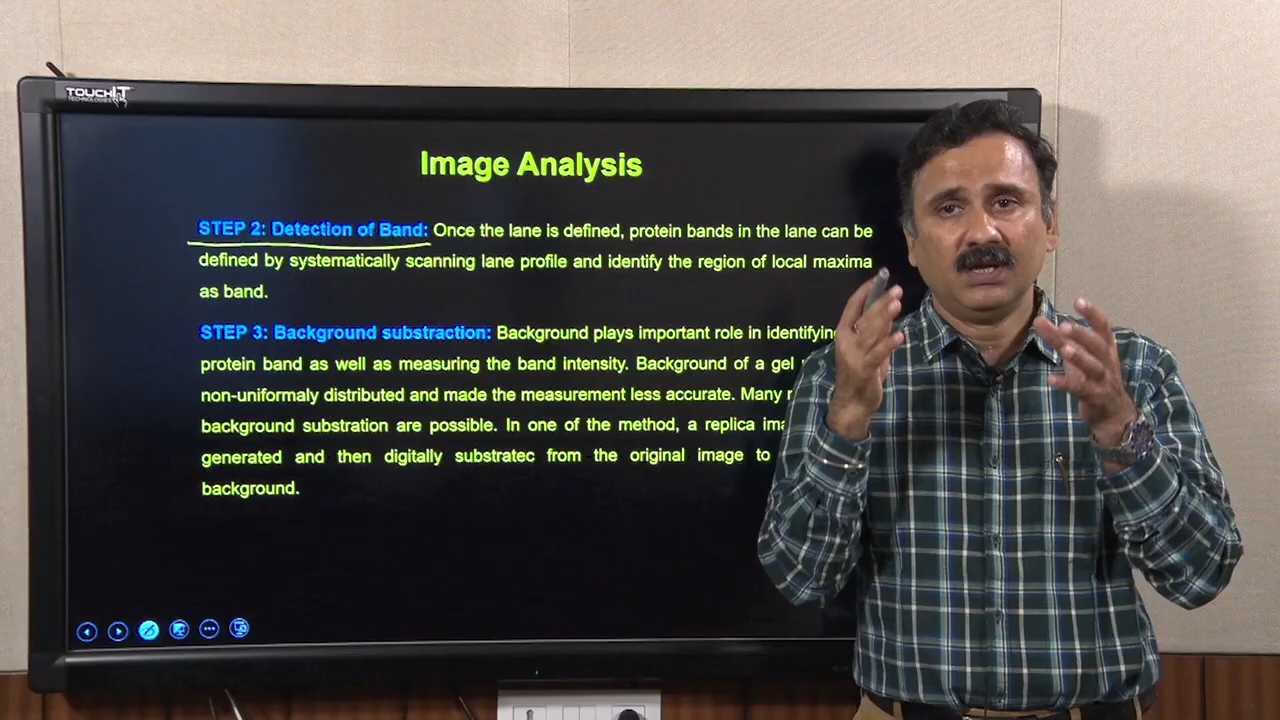 TOUCHIT
TECHNOLOGIES
Image Analysis
STEP 2: Detection of Band: Once the lane is defined, protein bands in the lane can be
defined by systematically scanning lane profile and identify the region of local maxima
as band.
STEP 3: Background substraction: Background plays important role in identifying
protein band as well as measuring the band intensity. Background of a gel
non-uniformaly distributed and made the measurement less accurate. Many
background substration are possible. In one of the method, a replica
generated and then digitally substratec from the original image to
background.